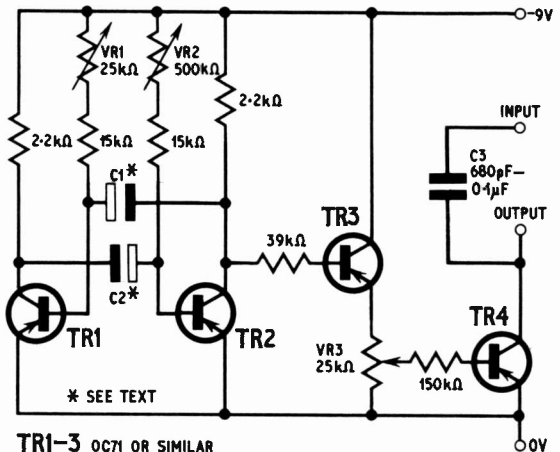 -9V
VR1
25kΩ
VR2
500kΩ
2·2kΩ
2·2kΩ
15kΩ
15kΩ
C1*
C2*
INPUT
C3
680pF—
0·1μF
OUTPUT
TR3
39kΩ
TR1
TR2
VR3
25kΩ
150kΩ
TR4
* SEE TEXT
TR1-3 OC71 OR SIMILAR
0V